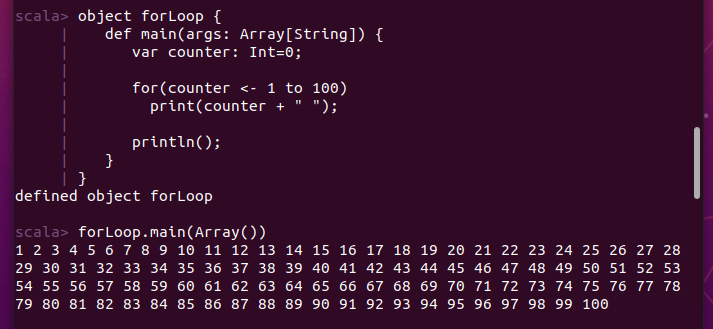 scala> object forLoop {
     |    def main(args: Array[String]) {
     |       var counter: Int=0;
     |
     |       for(counter <- 1 to 100)
     |         print(counter + " ");
     |
     |       println();
     |    }
     | }
defined object forLoop

scala> forLoop.main(Array())
1 2 3 4 5 6 7 8 9 10 11 12 13 14 15 16 17 18 19 20 21 22 23 24 25 26 27 28
29 30 31 32 33 34 35 36 37 38 39 40 41 42 43 44 45 46 47 48 49 50 51 52 53
54 55 56 57 58 59 60 61 62 63 64 65 66 67 68 69 70 71 72 73 74 75 76 77 78
79 80 81 82 83 84 85 86 87 88 89 90 91 92 93 94 95 96 97 98 99 100